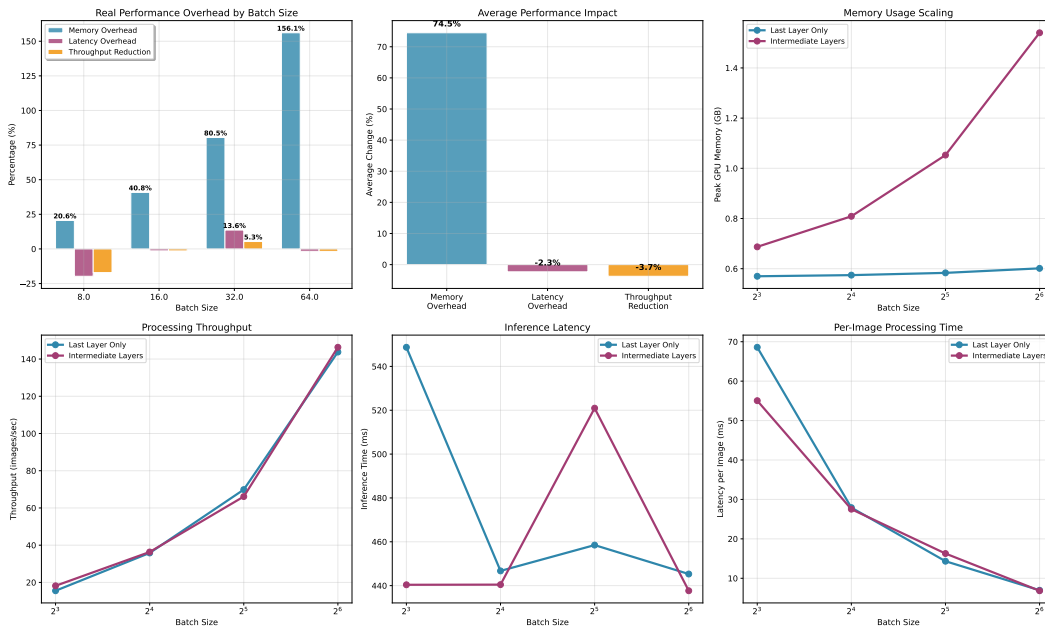 Real Performance Overhead by Batch Size
Memory Overhead
Latency Overhead
Throughput Reduction
156.1%
80.5%
40.8%
20.6%
13.6%
5.3%
150
125
100
75
50
25
0
−25
Percentage (%)
8.0
16.0
32.0
64.0
Batch Size
Average Performance Impact
74.5%
-2.3%
-3.7%
70
60
50
40
30
20
10
0
Average Change (%)
Memory
Overhead
Latency
Overhead
Throughput
Reduction
Memory Usage Scaling
Last Layer Only
Intermediate Layers
1.4
1.2
1.0
0.8
0.6
Peak GPU Memory (GB)
2³
2⁴
2⁵
2⁶
Batch Size
Processing Throughput
Last Layer Only
Intermediate Layers
140
120
100
80
60
40
20
Throughput (images/sec)
2³
2⁴
2⁵
2⁶
Batch Size
Inference Latency
Last Layer Only
Intermediate Layers
540
520
500
480
460
440
Inference Time (ms)
2³
2⁴
2⁵
2⁶
Batch Size
Per-Image Processing Time
Last Layer Only
Intermediate Layers
70
60
50
40
30
20
10
Latency per Image (ms)
2³
2⁴
2⁵
2⁶
Batch Size